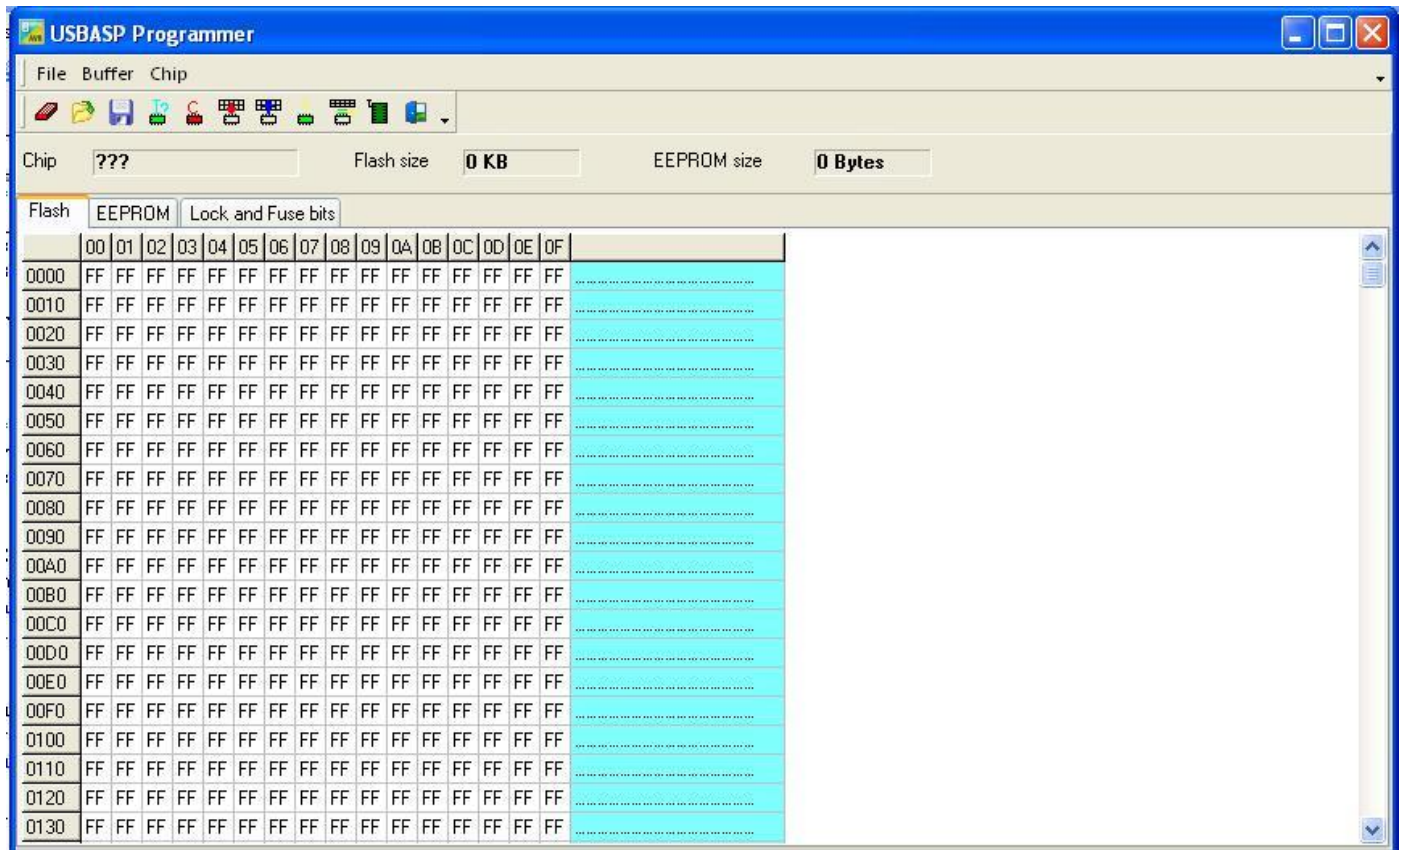 USBASP Programmer
File Buffer Chip
Chip ??? Flash size 0 KB EEPROM size 0 Bytes
Flash EEPROM Lock and Fuse bits
00 01 02 03 04 05 06 07 08 09 0A 0B 0C 0D 0E 0F
0000 FF FF FF FF FF FF FF FF FF FF FF FF FF FF FF FF ................
0010 FF FF FF FF FF FF FF FF FF FF FF FF FF FF FF FF ................
0020 FF FF FF FF FF FF FF FF FF FF FF FF FF FF FF FF ................
0030 FF FF FF FF FF FF FF FF FF FF FF FF FF FF FF FF ................
0040 FF FF FF FF FF FF FF FF FF FF FF FF FF FF FF FF ................
0050 FF FF FF FF FF FF FF FF FF FF FF FF FF FF FF FF ................
0060 FF FF FF FF FF FF FF FF FF FF FF FF FF FF FF FF ................
0070 FF FF FF FF FF FF FF FF FF FF FF FF FF FF FF FF ................
0080 FF FF FF FF FF FF FF FF FF FF FF FF FF FF FF FF ................
0090 FF FF FF FF FF FF FF FF FF FF FF FF FF FF FF FF ................
00A0 FF FF FF FF FF FF FF FF FF FF FF FF FF FF FF FF ................
00B0 FF FF FF FF FF FF FF FF FF FF FF FF FF FF FF FF ................
00C0 FF FF FF FF FF FF FF FF FF FF FF FF FF FF FF FF ................
00D0 FF FF FF FF FF FF FF FF FF FF FF FF FF FF FF FF ................
00E0 FF FF FF FF FF FF FF FF FF FF FF FF FF FF FF FF ................
00F0 FF FF FF FF FF FF FF FF FF FF FF FF FF FF FF FF ................
0100 FF FF FF FF FF FF FF FF FF FF FF FF FF FF FF FF ................
0110 FF FF FF FF FF FF FF FF FF FF FF FF FF FF FF FF ................
0120 FF FF FF FF FF FF FF FF FF FF FF FF FF FF FF FF ................
0130 FF FF FF FF FF FF FF FF FF FF FF FF FF FF FF FF ................